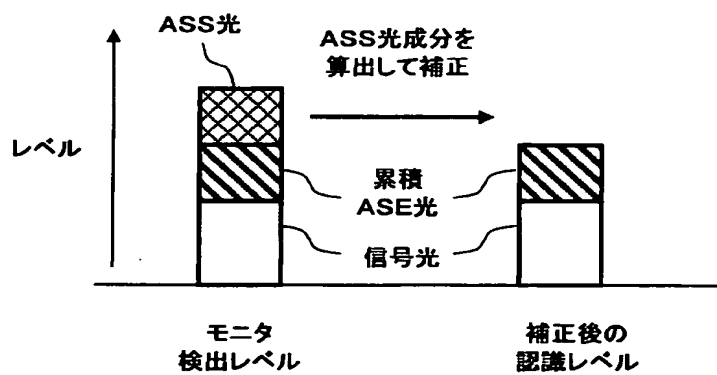 ASS光
ASS光成分を
算出して補正
レベル
累積
ASE光
信号光
モニタ
検出レベル
補正後の
認識レベル